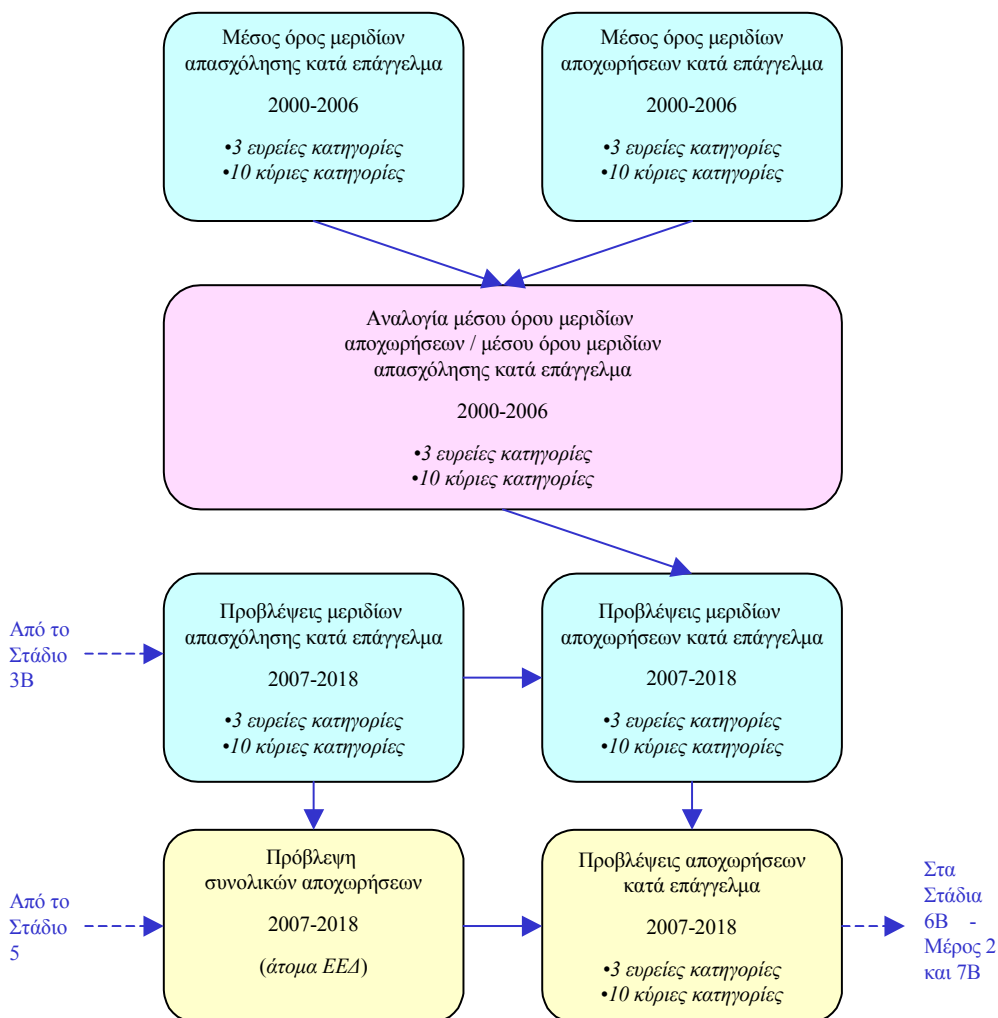 Μέσος όρος μεριδίων
απασχόλησης κατά επάγγελμα
2000-2006
•3 ευρείες κατηγορίες
•10 κύριες κατηγορίες
Μέσος όρος μεριδίων
αποχωρήσεων κατά επάγγελμα
2000-2006
•3 ευρείες κατηγορίες
•10 κύριες κατηγορίες
Αναλογία μέσου όρου μεριδίων
αποχωρήσεων / μέσου όρου μεριδίων
απασχόλησης κατά επάγγελμα
2000-2006
•3 ευρείες κατηγορίες
•10 κύριες κατηγορίες
Από το
Στάδιο
3Β
Προβλέψεις μεριδίων
απασχόλησης κατά επάγγελμα
2007-2018
•3 ευρείες κατηγορίες
•10 κύριες κατηγορίες
Προβλέψεις μεριδίων
αποχωρήσεων κατά επάγγελμα
2007-2018
•3 ευρείες κατηγορίες
•10 κύριες κατηγορίες
Από το
Στάδιο
5
Πρόβλεψη
συνολικών αποχωρήσεων
2007-2018
(άτομα ΕΕΔ)
Προβλέψεις αποχωρήσεων
κατά επάγγελμα
2007-2018
•3 ευρείες κατηγορίες
•10 κύριες κατηγορίες
Στα
Στάδια
6Β -
Μέρος 2
και 7Β